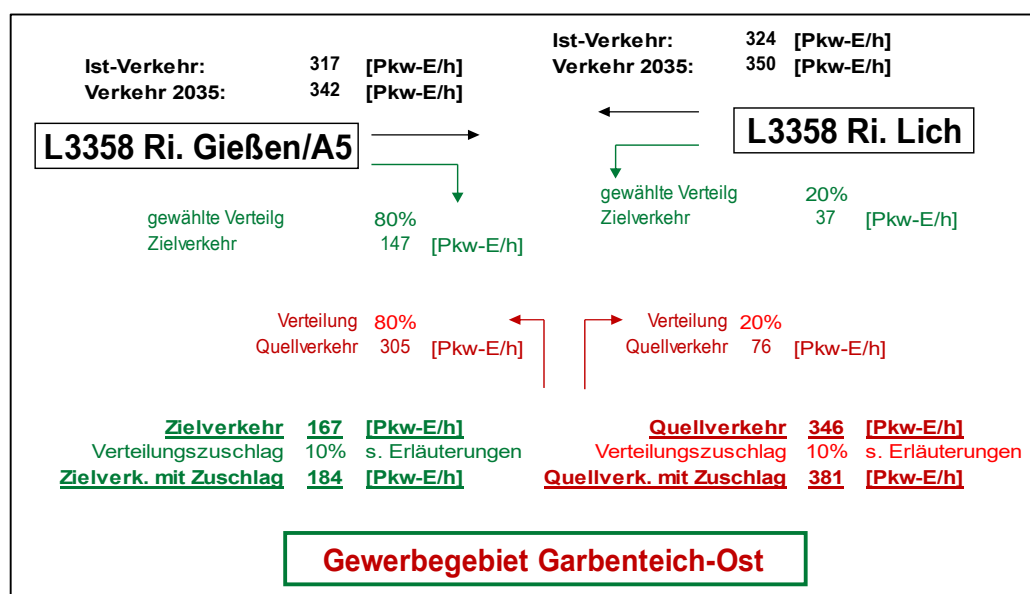 Ist-Verkehr: 317 [Pkw-E/h]
Verkehr 2035: 342 [Pkw-E/h]
Ist-Verkehr: 324 [Pkw-E/h]
Verkehr 2035: 350 [Pkw-E/h]
L3358 Ri. Gießen/A5
L3358 Ri. Lich
gewählte Verteilg 80%
Zielverkehr 147 [Pkw-E/h]
gewählte Verteilg 20%
Zielverkehr 37 [Pkw-E/h]
Verteilung 80%
Quellverkehr 305 [Pkw-E/h]
Verteilung 20%
Quellverkehr 76 [Pkw-E/h]
Zielverkehr 167 [Pkw-E/h]
Verteilungszuschlag 10% s. Erläuterungen
Zielverk. mit Zuschlag 184 [Pkw-E/h]
Quellverkehr 346 [Pkw-E/h]
Verteilungszuschlag 10% s. Erläuterungen
Quellverk. mit Zuschlag 381 [Pkw-E/h]
Gewerbegebiet Garbenteich-Ost